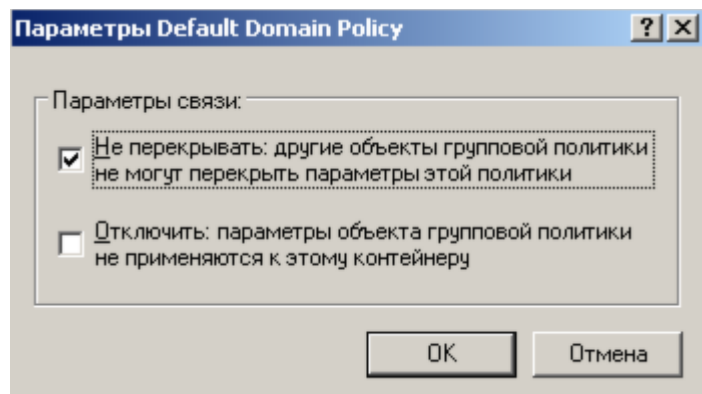 Параметры Default Domain Policy
Параметры связи:
Не перекрывать: другие объекты групповой политики
не могут перекрыть параметры этой политики
Отключить: параметры объекта групповой политики
не применяются к этому контейнеру
OK
Отмена